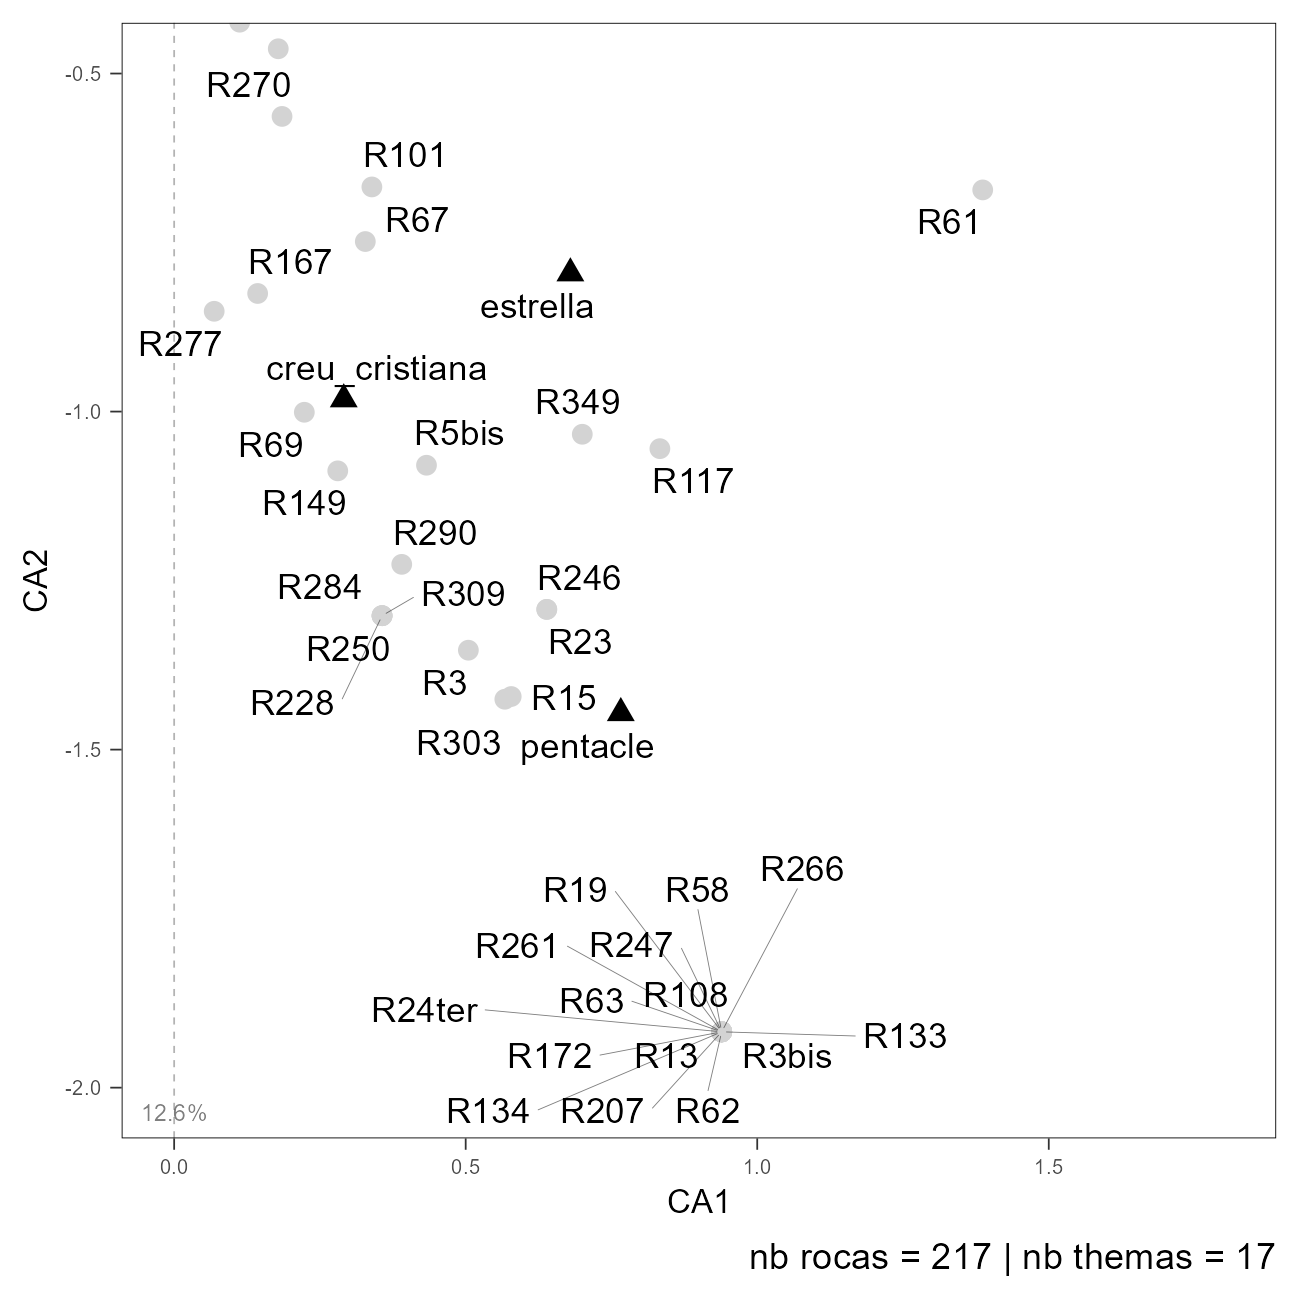 -0.5
R270
R101
R61
R67
R167
estrella
R277
creu_cristiana
-1.0
R349
R69
R5bis
R117
R149
R290
R284
R309
R246
CA2
R250
R23
R3
R15
R228
R303
pentacle
-1.5
R266
R19
R58
R261
R247
R108
R63
R24ter
R133
R172
R13
R3bis
-2.0
R134
R207
R62
12.6%
0.0
0.5
1.0
1.5
CA1
nb rocas = 217 | nb themas = 17